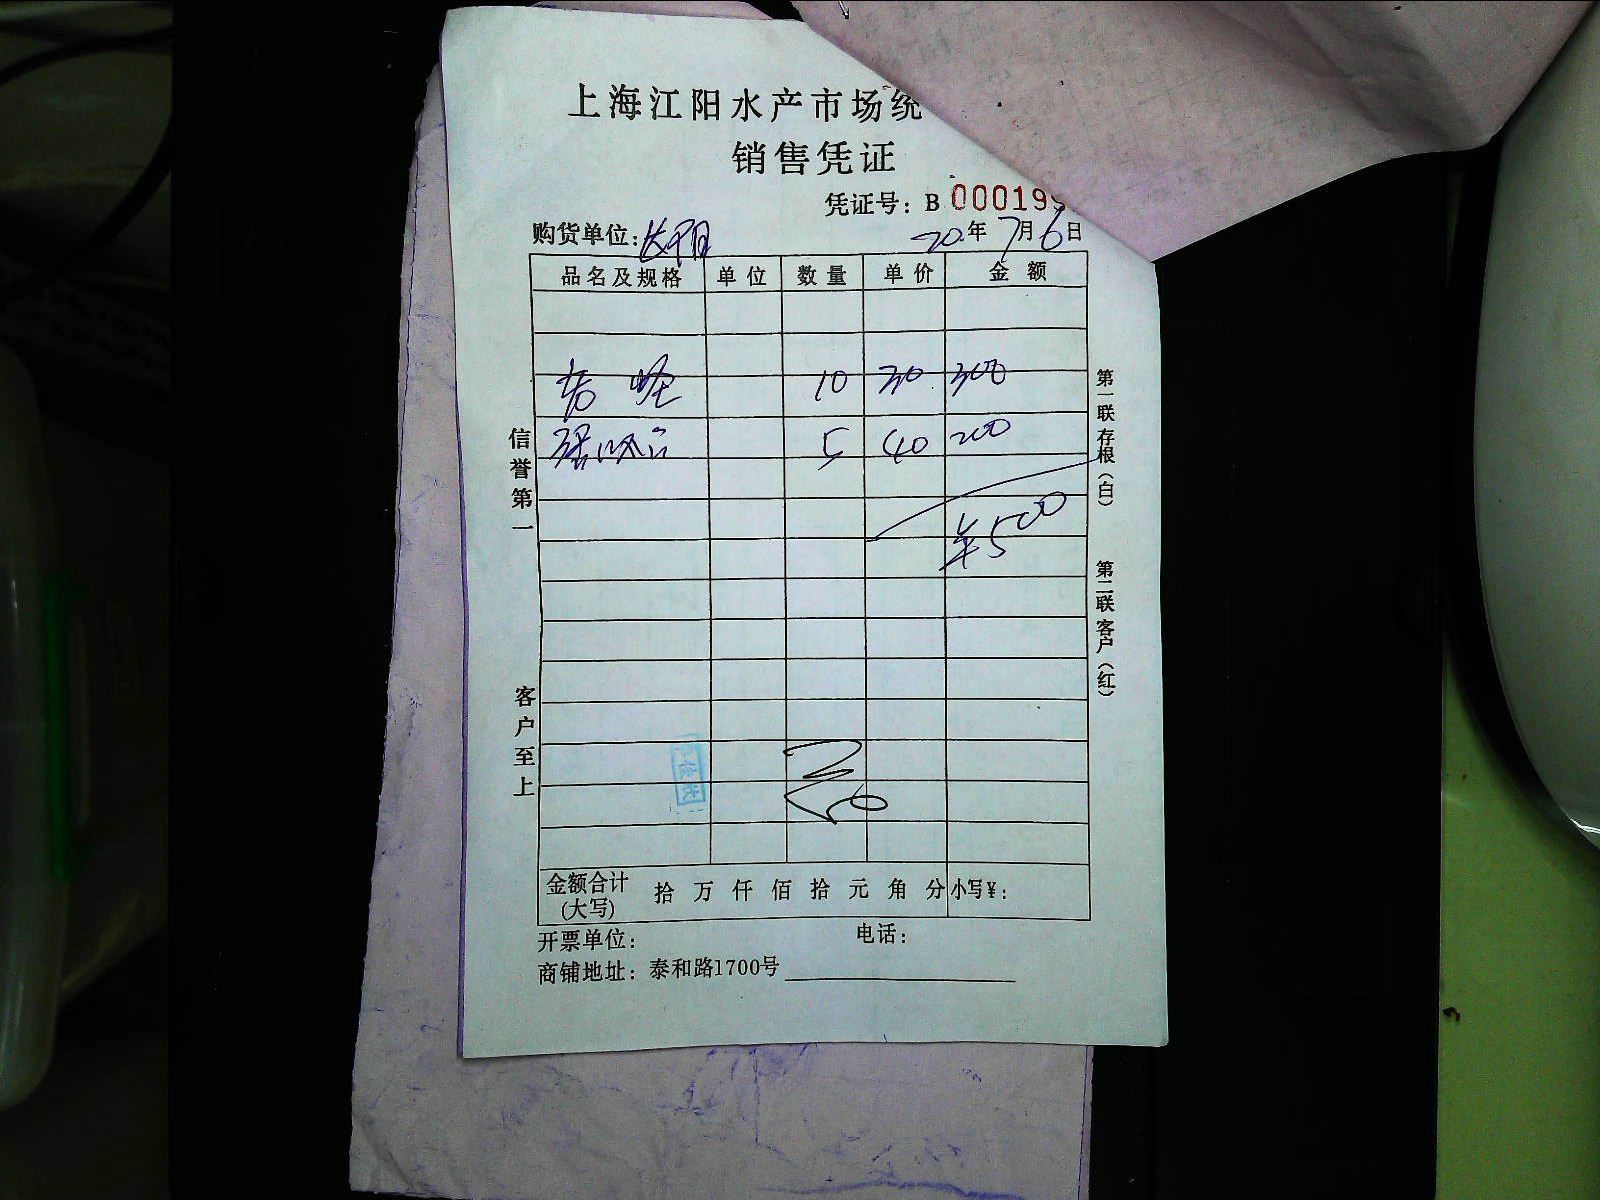 上海江阳水产市场统
销售凭证
凭证号：B 000199
购货单位：长阳 20年7月6日
品名及规格 单位 数量 单价 金额
10 30 300
5 40 200
¥500
金额合计(大写) 拾万仟佰拾元角分 小写¥：
开票单位： 电话：
商铺地址：泰和路1700号
信誉第一
客户至上
第一联存根（白）
第二联客户（红）